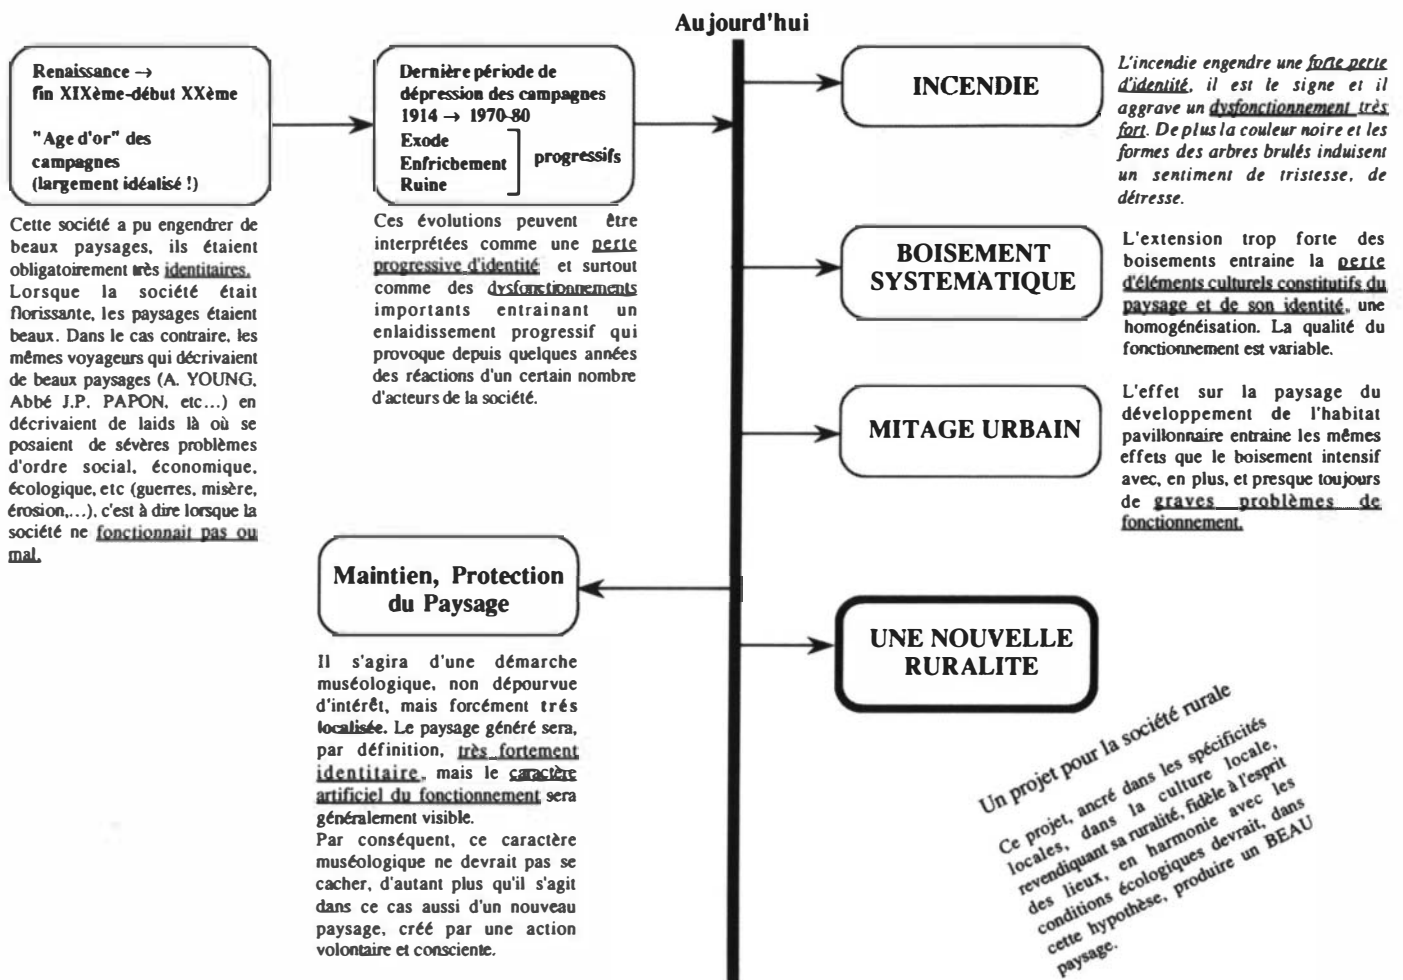 Aujourd'hui
Renaissance →
fin XIXème-début XXème
"Age d'or" des
campagnes
(largement idéalisé !)
Cette société a pu engendrer de
beaux paysages, ils étaient
obligatoirement très identitaires.
Lorsque la société était
florissante, les paysages étaient
beaux. Dans le cas contraire, les
mêmes voyageurs qui décrivaient
de beaux paysages (A. YOUNG,
Abbé J.P. PAPON, etc...) en
décrivaient de laids là où se
posaient de sévères problèmes
d'ordre social, économique,
écologique, etc (guerres, misère,
érosion,...), c'est à dire lorsque la
société ne fonctionnait pas ou
mal.
Dernière période de
dépression des campagnes
1914 → 1970-80
Exode
Enfrichement
Ruine
progressifs
Ces évolutions peuvent être
interprétées comme une perte
progressive d'identité et surtout
comme des dysfonctionnements
importants entrainant un
enlaidissement progressif qui
provoque depuis quelques années
des réactions d'un certain nombre
d'acteurs de la société.
Maintien, Protection
du Paysage
Il s'agira d'une démarche
muséologique, non dépourvue
d'intérêt, mais forcément très
localisée. Le paysage généré sera,
par définition, très fortement
identitaire, mais le caractère
artificiel du fonctionnement sera
généralement visible.
Par conséquent, ce caractère
muséologique ne devrait pas se
cacher, d'autant plus qu'il s'agit
dans ce cas aussi d'un nouveau
paysage, créé par une action
volontaire et consciente.
INCENDIE
L'incendie engendre une forte perte
d'identité, il est le signe et il
aggrave un dysfonctionnement très
fort. De plus la couleur noire et les
formes des arbres brulés induisent
un sentiment de tristesse, de
détresse.
BOISEMENT
SYSTEMATIQUE
L'extension trop forte des
boisements entraine la perte
d'éléments culturels constitutifs du
paysage et de son identité, une
homogénéisation. La qualité du
fonctionnement est variable.
MITAGE URBAIN
L'effet sur la paysage du
développement de l'habitat
pavillonnaire entraine les mêmes
effets que le boisement intensif
avec, en plus, et presque toujours
de graves problèmes de
fonctionnement.
UNE NOUVELLE
RURALITE
Un projet pour la société rurale
Ce projet, ancré dans les spécificités
locales, dans la culture locale,
revendiquant sa ruralité, fidèle à l'esprit
des lieux, en harmonie avec les
conditions écologiques devrait, dans
cette hypothèse, produire un BEAU
paysage.